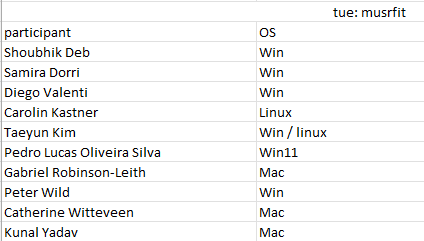 tue: musrfit
participant OS
Shoubhik Deb Win
Samira Dorri Win
Diego Valenti Win
Carolin Kastner Linux
Taeyun Kim Win / linux
Pedro Lucas Oliveira Silva Win11
Gabriel Robinson-Leith Mac
Peter Wild Win
Catherine Witteveen Mac
Kunal Yadav Mac